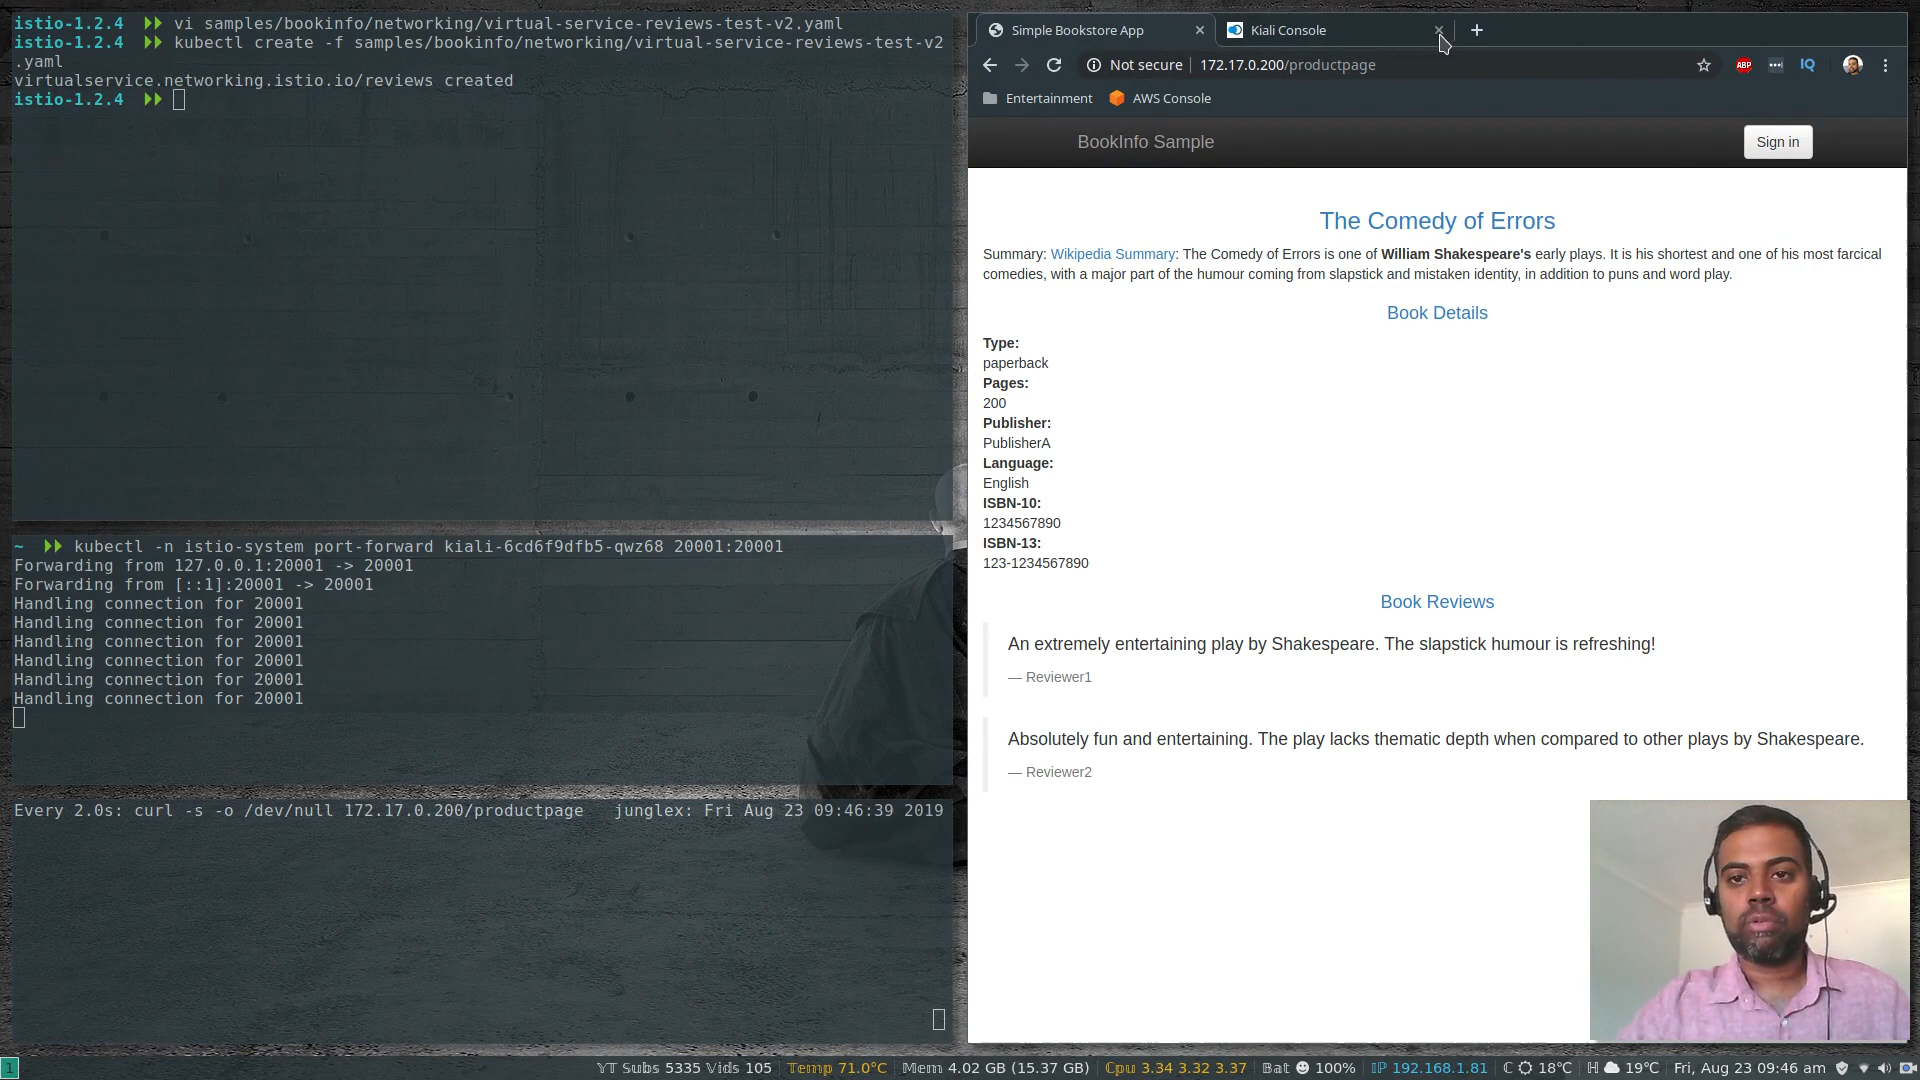 istio-1.2.4 vi samples/bookinfo/networking/virtual-service-reviews-test-v2.yaml
istio-1.2.4 kubectl create -f samples/bookinfo/networking/virtual-service-reviews-test-v2
.yaml
virtualservice.networking.istio.io/reviews created
istio-1.2.4
~ kubectl -n istio-system port-forward kiali-6cd6f9dfb5-qwz68 20001:20001
Forwarding from 127.0.0.1:20001 -> 20001
Forwarding from [::1]:20001 -> 20001
Handling connection for 20001
Handling connection for 20001
Handling connection for 20001
Handling connection for 20001
Handling connection for 20001
Handling connection for 20001
Every 2.0s: curl -s -o /dev/null 172.17.0.200/productpage junglex: Fri Aug 23 09:46:39 2019
Simple Bookstore App
Kiali Console
Not secure 172.17.0.200/productpage
ABP
IQ
Entertainment AWS Console
BookInfo Sample Sign in
The Comedy of Errors
Summary: Wikipedia Summary: The Comedy of Errors is one of William Shakespeare's early plays. It is his shortest and one of his most farcical
comedies, with a major part of the humour coming from slapstick and mistaken identity, in addition to puns and word play.
Book Details
Type:
paperback
Pages:
200
Publisher:
PublisherA
Language:
English
ISBN-10:
1234567890
ISBN-13:
123-1234567890
Book Reviews
An extremely entertaining play by Shakespeare. The slapstick humour is refreshing!
— Reviewer1
Absolutely fun and entertaining. The play lacks thematic depth when compared to other plays by Shakespeare.
— Reviewer2
1 YT Subs 5335 Vids 105 Temp 71.0°C Mem 4.02 GB (15.37 GB) Cpu 3.34 3.32 3.37 Bat 100% IP 192.168.1.81 C 18°C H 19°C Fri, Aug 23 09:46 am